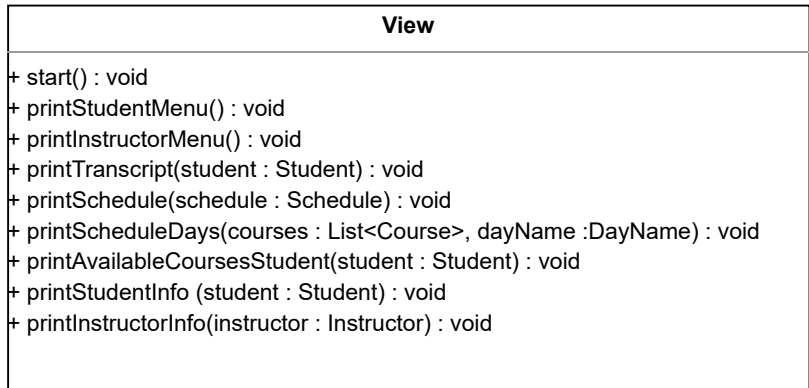 View
+ start() : void
+ printStudentMenu() : void
+ printInstructorMenu() : void
+ printTranscript(student : Student) : void
+ printSchedule(schedule : Schedule) : void
+ printScheduleDays(courses : List<Course>, dayName :DayName) : void
+ printAvailableCoursesStudent(student : Student) : void
+ printStudentInfo (student : Student) : void
+ printInstructorInfo(instructor : Instructor) : void